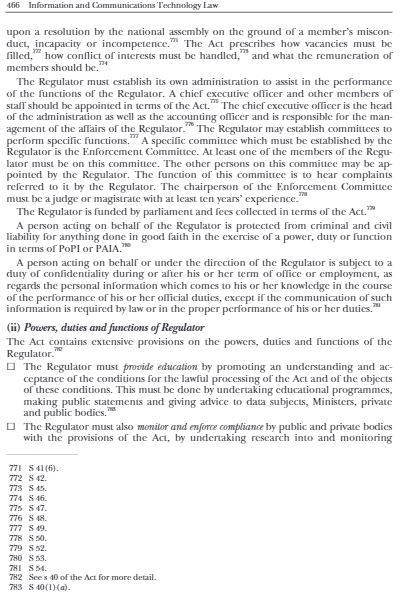 466 Information and Communications Technology Law
upon a resolution by the national assembly on the ground of a member's miscon-
duct, incapacity or incompetence.771 The Act prescribes how vacancies must be
filled,772 how conflict of interests must be handled,773 and what the remuneration of
members should be.774
The Regulator must establish its own administration to assist in the performance
of the functions of the Regulator. A chief executive officer and other members of
staff should be appointed in terms of the Act.775 The chief executive officer is the head
of the administration as well as the accounting officer and is responsible for the man-
agement of the affairs of the Regulator.776 The Regulator may establish committees to
perform specific functions.777 A specific committee which must be established by the
Regulator is the Enforcement Committee. At least one of the members of the Regu-
lator must be on this committee. The other persons on this committee may be ap-
pointed by the Regulator. The function of this committee is to hear complaints
referred to it by the Regulator. The chairperson of the Enforcement Committee
must be a judge or magistrate with at least ten years' experience.778
The Regulator is funded by parliament and fees collected in terms of the Act.779
A person acting on behalf of the Regulator is protected from criminal and civil
liability for anything done in good faith in the exercise of a power, duty or function
in terms of PoPI or PAIA.780
A person acting on behalf or under the direction of the Regulator is subject to a
duty of confidentiality during or after his or her term of office or employment, as
regards the personal information which comes to his or her knowledge in the course
of the performance of his or her official duties, except if the communication of such
information is required by law or in the proper performance of his or her duties.781
(ii) Powers, duties and functions of Regulator
The Act contains extensive provisions on the powers, duties and functions of the
Regulator.782
☐ The Regulator must provide education by promoting an understanding and ac-
ceptance of the conditions for the lawful processing of the Act and of the objects
of these conditions. This must be done by undertaking educational programmes,
making public statements and giving advice to data subjects, Ministers, private
and public bodies.783
☐ The Regulator must also monitor and enforce compliance by public and private bodies
with the provisions of the Act, by undertaking research into and monitoring
771 S 41(6).
772 S 42.
773 S 45.
774 S 46.
775 S 47.
776 S 48.
777 S 49.
778 S 50.
779 S 52.
780 S 53.
781 S 54.
782 See s 40 of the Act for more detail.
783 S 40(1)(a).